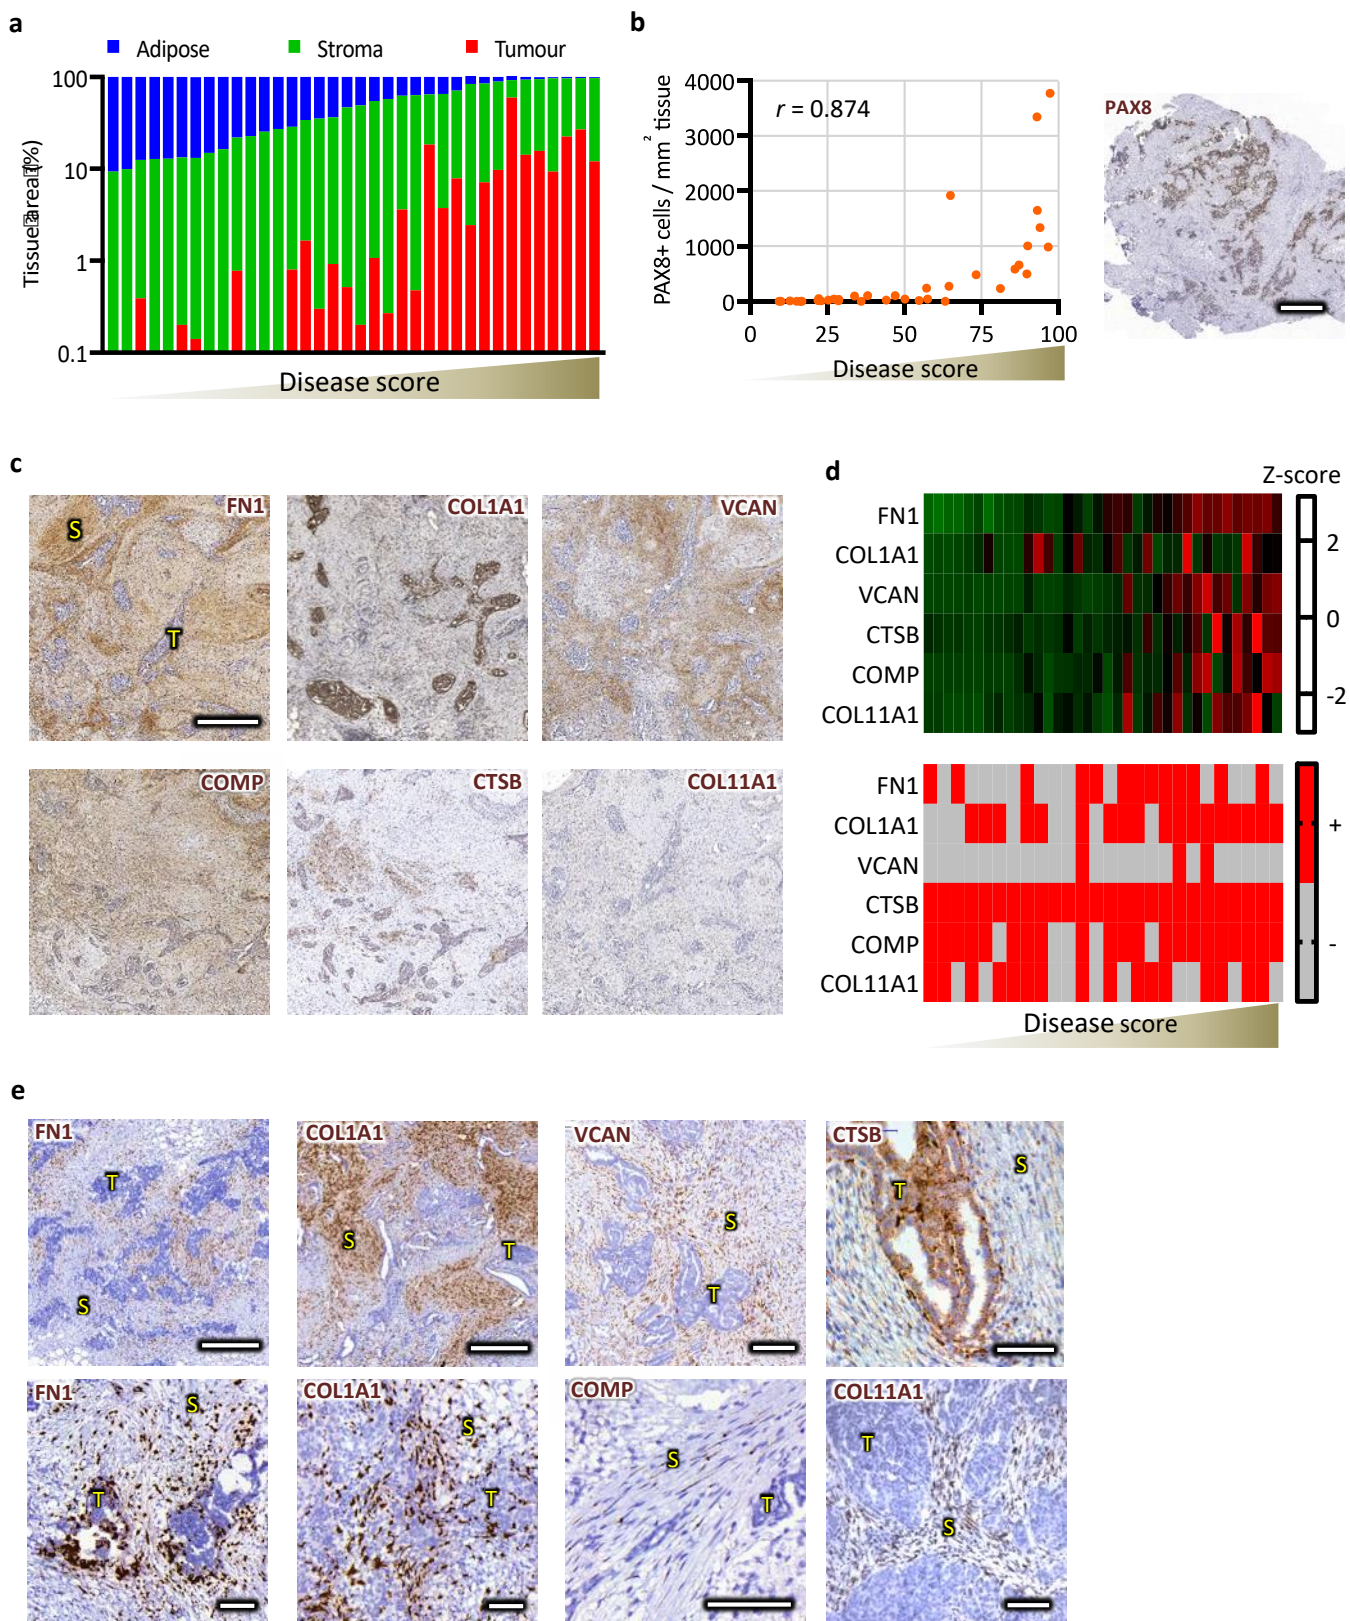 a
Adipose
Stroma
Tumour
100
10
1
0.1
Tissue area (%)
Disease score
b
4000
3000
2000
1000
0
PAX8+ cells / mm² tissue
r = 0.874
0
25
50
75
100
Disease score
PAX8
c
FN1
S
T
COL1A1
VCAN
COMP
CTSB
COL11A1
d
Z-score
FN1
COL1A1
VCAN
CTSB
COMP
COL11A1
2
0
-2
FN1
COL1A1
VCAN
CTSB
COMP
COL11A1
+
-
Disease score
e
FN1
T
S
COL1A1
S
T
VCAN
S
T
CTSB
S
T
FN1
S
T
COL1A1
S
T
COMP
S
T
COL11A1
T
S